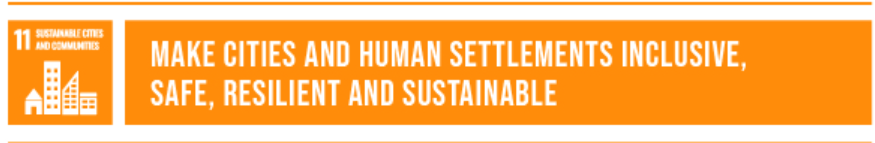 11 SUSTAINABLE CITIES
AND COMMUNITIES
MAKE CITIES AND HUMAN SETTLEMENTS INCLUSIVE,
SAFE, RESILIENT AND SUSTAINABLE